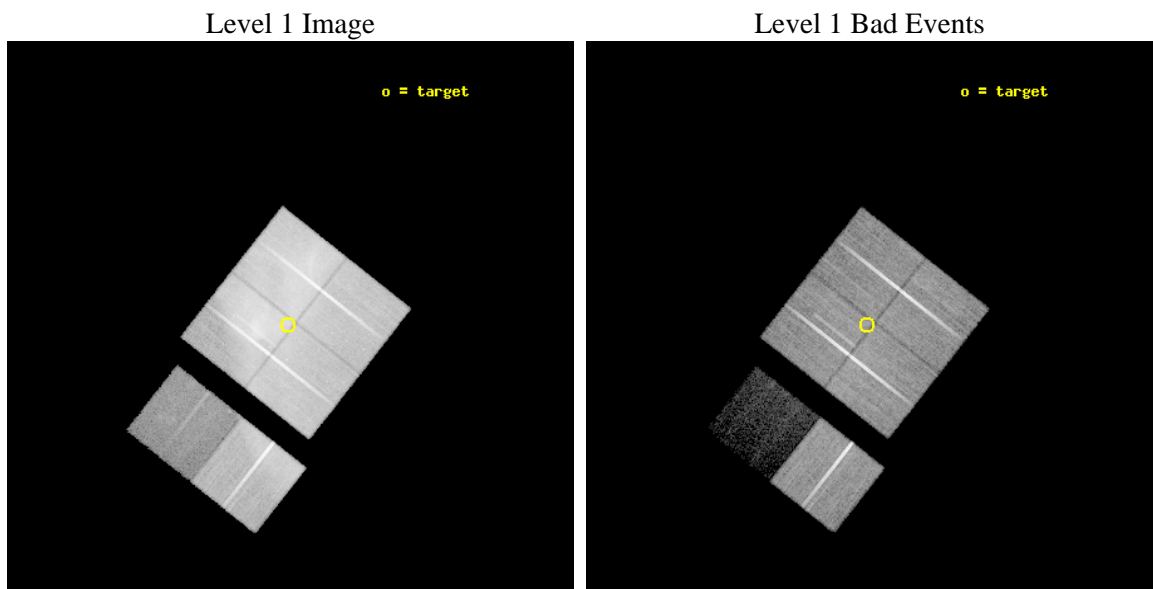 Level 1 Image
Level 1 Bad Events
o = target
o = target